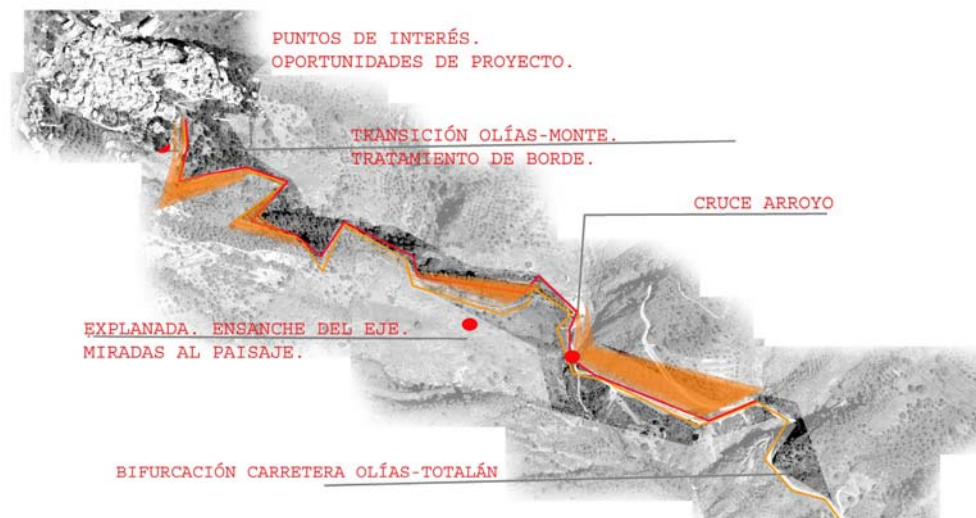 PUNTOS DE INTERÉS.
OPORTUNIDADES DE PROYECTO.
TRANSICIÓN OLÍAS-MONTE.
TRATAMIENTO DE BORDE.
CRUCE ARROYO
EXPLANADA. ENSANCHE DEL EJE.
MIRADAS AL PAISAJE.
BIFURCACIÓN CARRETERA OLÍAS-TOTALÁN